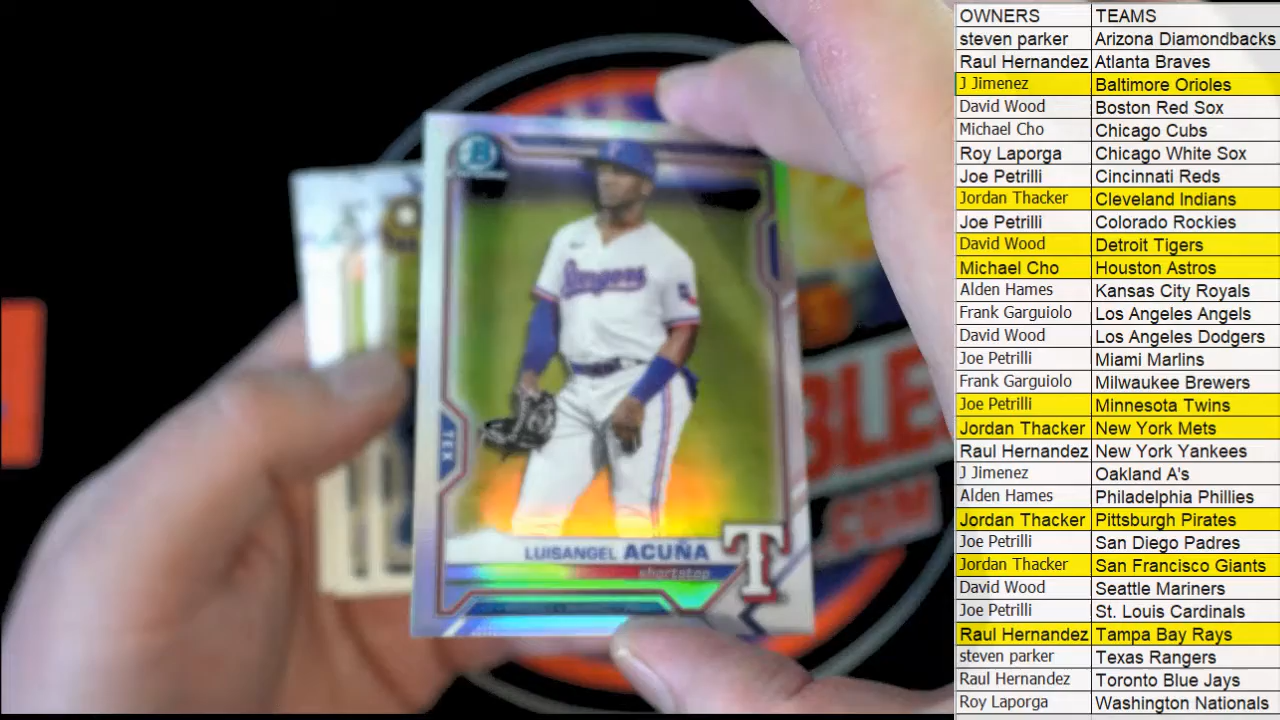 B
Rangers
TEX
LUISANGEL ACUÑA
shortstop
T
BLE
.COM
OWNERS TEAMS
steven parker Arizona Diamondbacks
Raul Hernandez Atlanta Braves
J Jimenez Baltimore Orioles
David Wood Boston Red Sox
Michael Cho Chicago Cubs
Roy Laporga Chicago White Sox
Joe Petrilli Cincinnati Reds
Jordan Thacker Cleveland Indians
Joe Petrilli Colorado Rockies
David Wood Detroit Tigers
Michael Cho Houston Astros
Alden Hames Kansas City Royals
Frank Garguiolo Los Angeles Angels
David Wood Los Angeles Dodgers
Joe Petrilli Miami Marlins
Frank Garguiolo Milwaukee Brewers
Joe Petrilli Minnesota Twins
Jordan Thacker New York Mets
Raul Hernandez New York Yankees
J Jimenez Oakland A's
Alden Hames Philadelphia Phillies
Jordan Thacker Pittsburgh Pirates
Joe Petrilli San Diego Padres
Jordan Thacker San Francisco Giants
David Wood Seattle Mariners
Joe Petrilli St. Louis Cardinals
Raul Hernandez Tampa Bay Rays
steven parker Texas Rangers
Raul Hernandez Toronto Blue Jays
Roy Laporga Washington Nationals